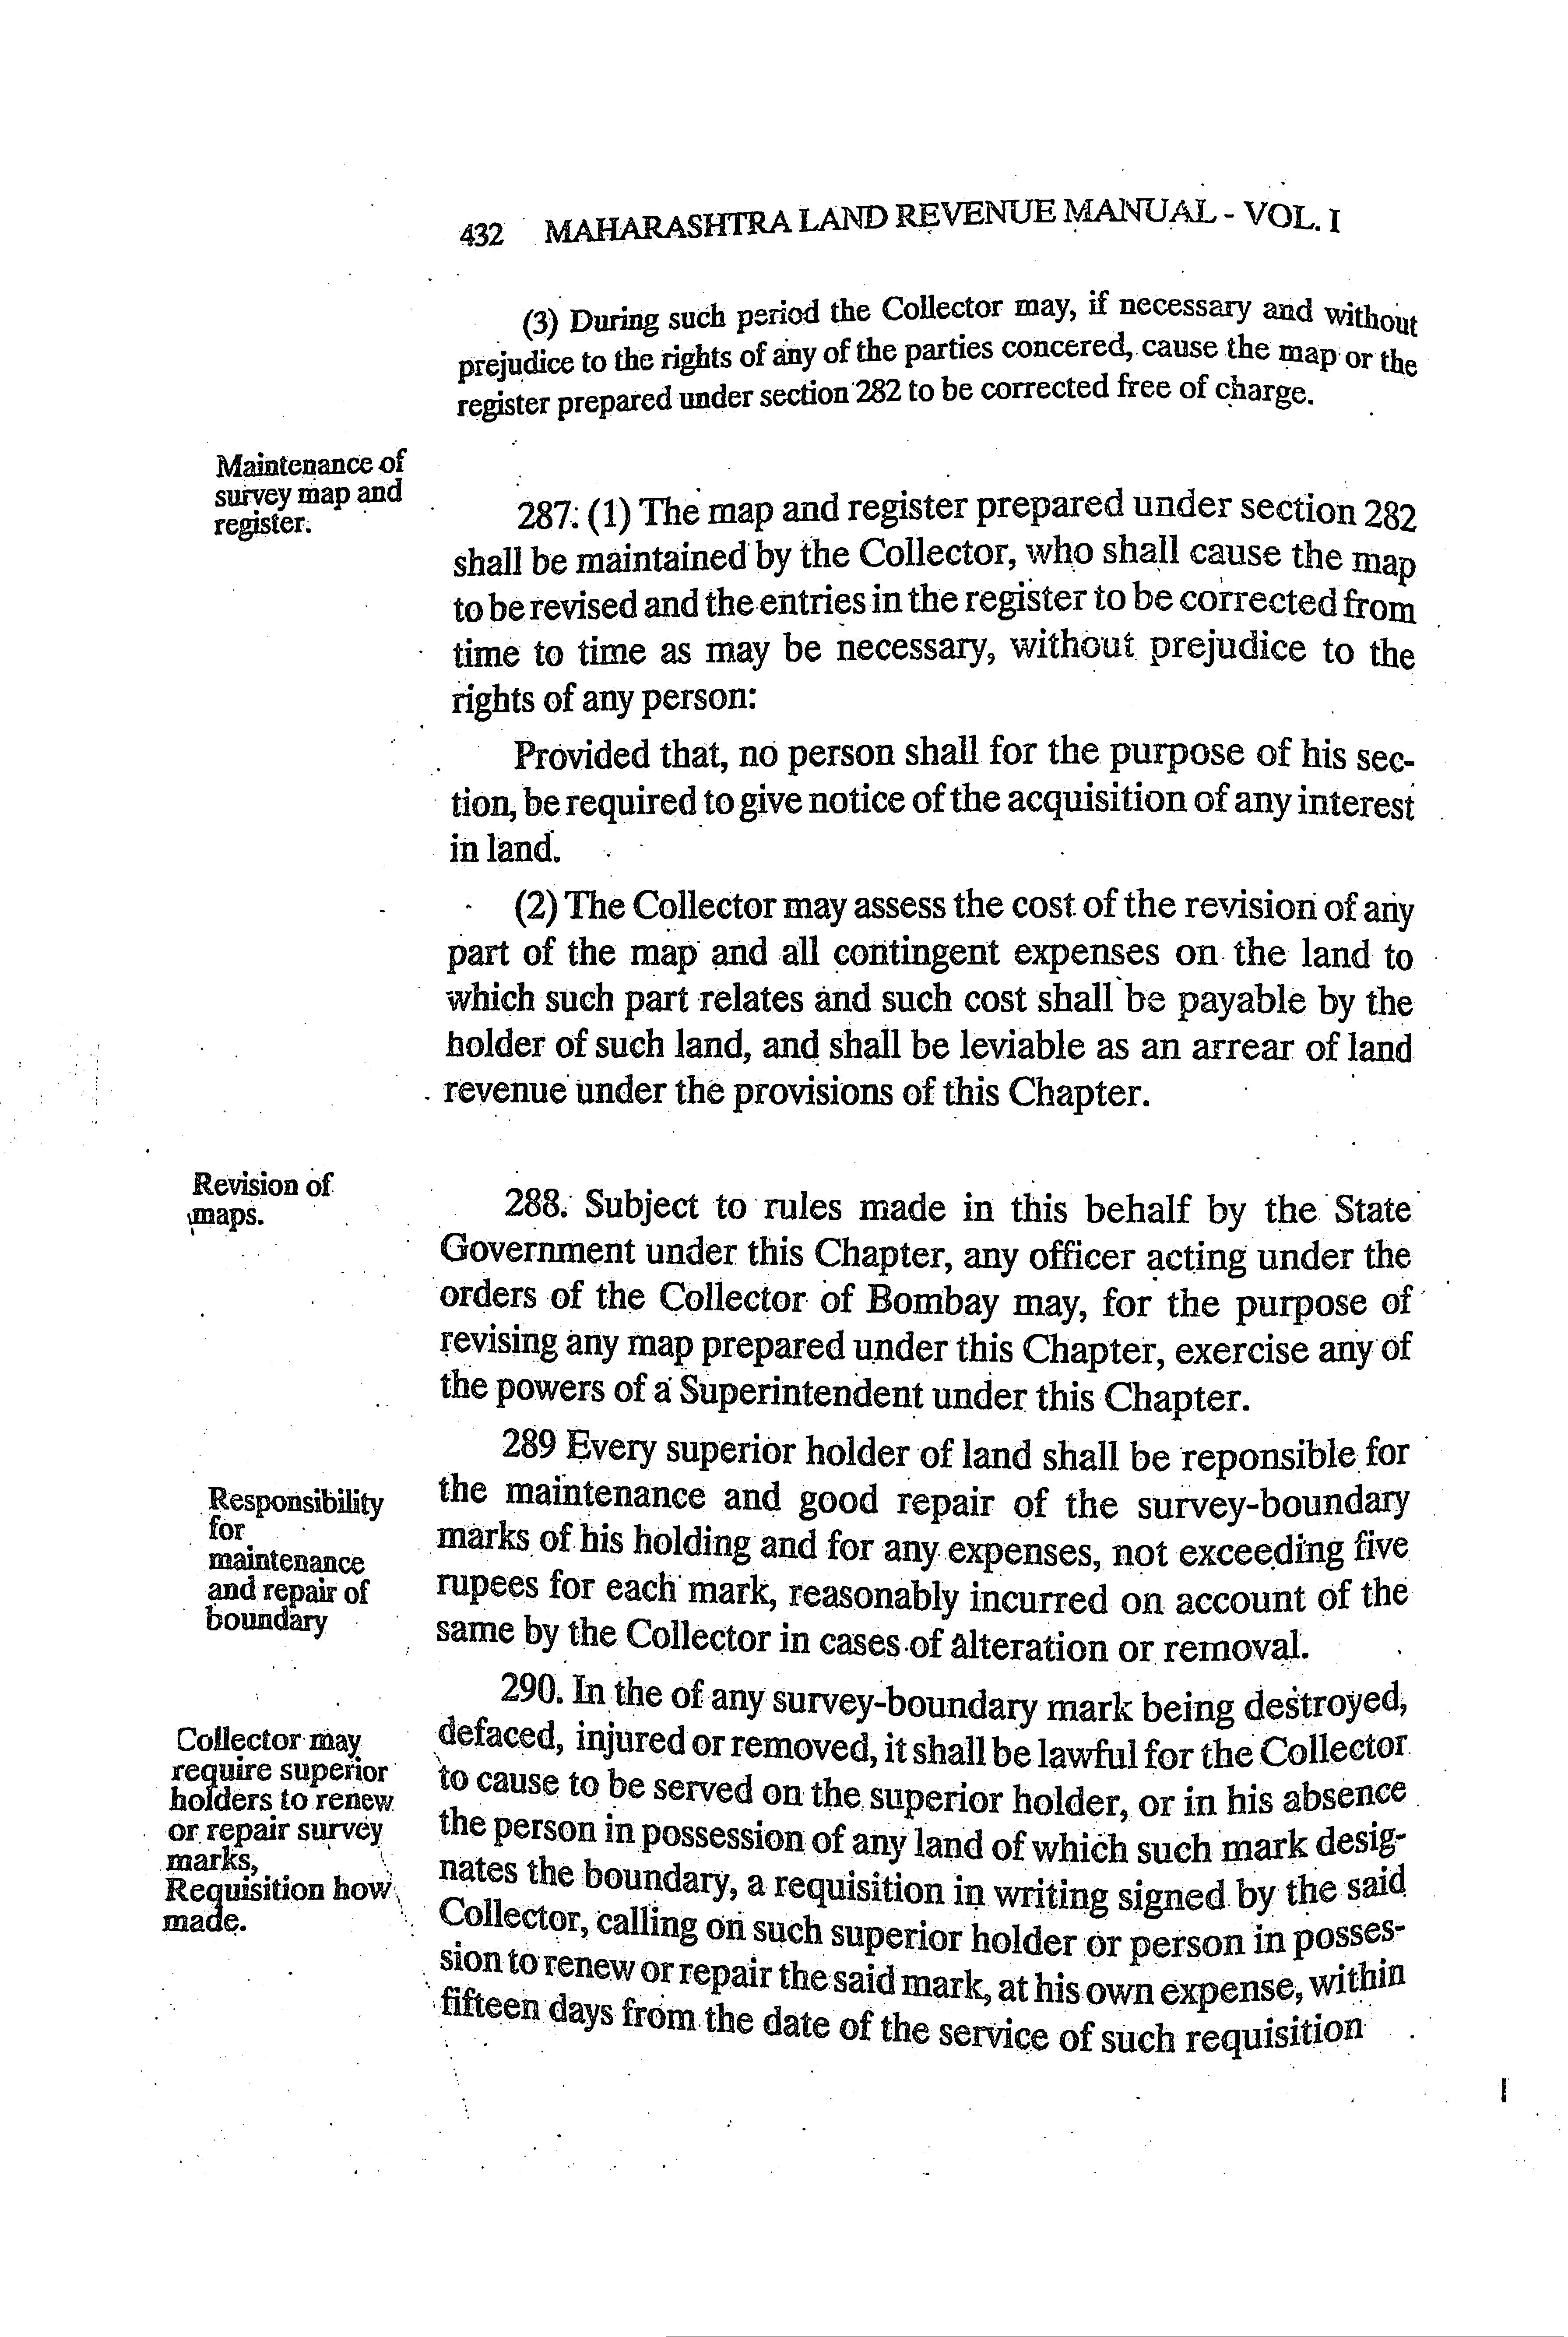 432 MAHARASHTRA LAND REVENUE MANUAL - VOL. I
(3) During such period the Collector may, if necessary and without
prejudice to the rights of any of the parties concered, cause the map or the
register prepared under section 282 to be corrected free of charge.
Maintenance of
survey map and
register.
287. (1) The map and register prepared under section 282
shall be maintained by the Collector, who shall cause the map
to be revised and the entries in the register to be corrected from
time to time as may be necessary, without prejudice to the
rights of any person:
Provided that, no person shall for the purpose of his sec-
tion, be required to give notice of the acquisition of any interest
in land.
(2) The Collector may assess the cost of the revision of any
part of the map and all contingent expenses on the land to
which such part relates and such cost shall be payable by the
holder of such land, and shall be leviable as an arrear of land
revenue under the provisions of this Chapter.
Revision of
maps.
288. Subject to rules made in this behalf by the State
Government under this Chapter, any officer acting under the
orders of the Collector of Bombay may, for the purpose of
revising any map prepared under this Chapter, exercise any of
the powers of a Superintendent under this Chapter.
Responsibility
for
maintenance
and repair of
boundary
289 Every superior holder of land shall be reponsible for
the maintenance and good repair of the survey-boundary
marks of his holding and for any expenses, not exceeding five
rupees for each mark, reasonably incurred on account of the
same by the Collector in cases of alteration or removal.
Collector may
require superior
holders to renew
or repair survey
marks,
Requisition how
made.
290. In the of any survey-boundary mark being destroyed,
defaced, injured or removed, it shall be lawful for the Collector
to cause to be served on the superior holder, or in his absence
the person in possession of any land of which such mark desig-
nates the boundary, a requisition in writing signed by the said
Collector, calling on such superior holder or person in posses-
sion to renew or repair the said mark, at his own expense, within
fifteen days from the date of the service of such requisition